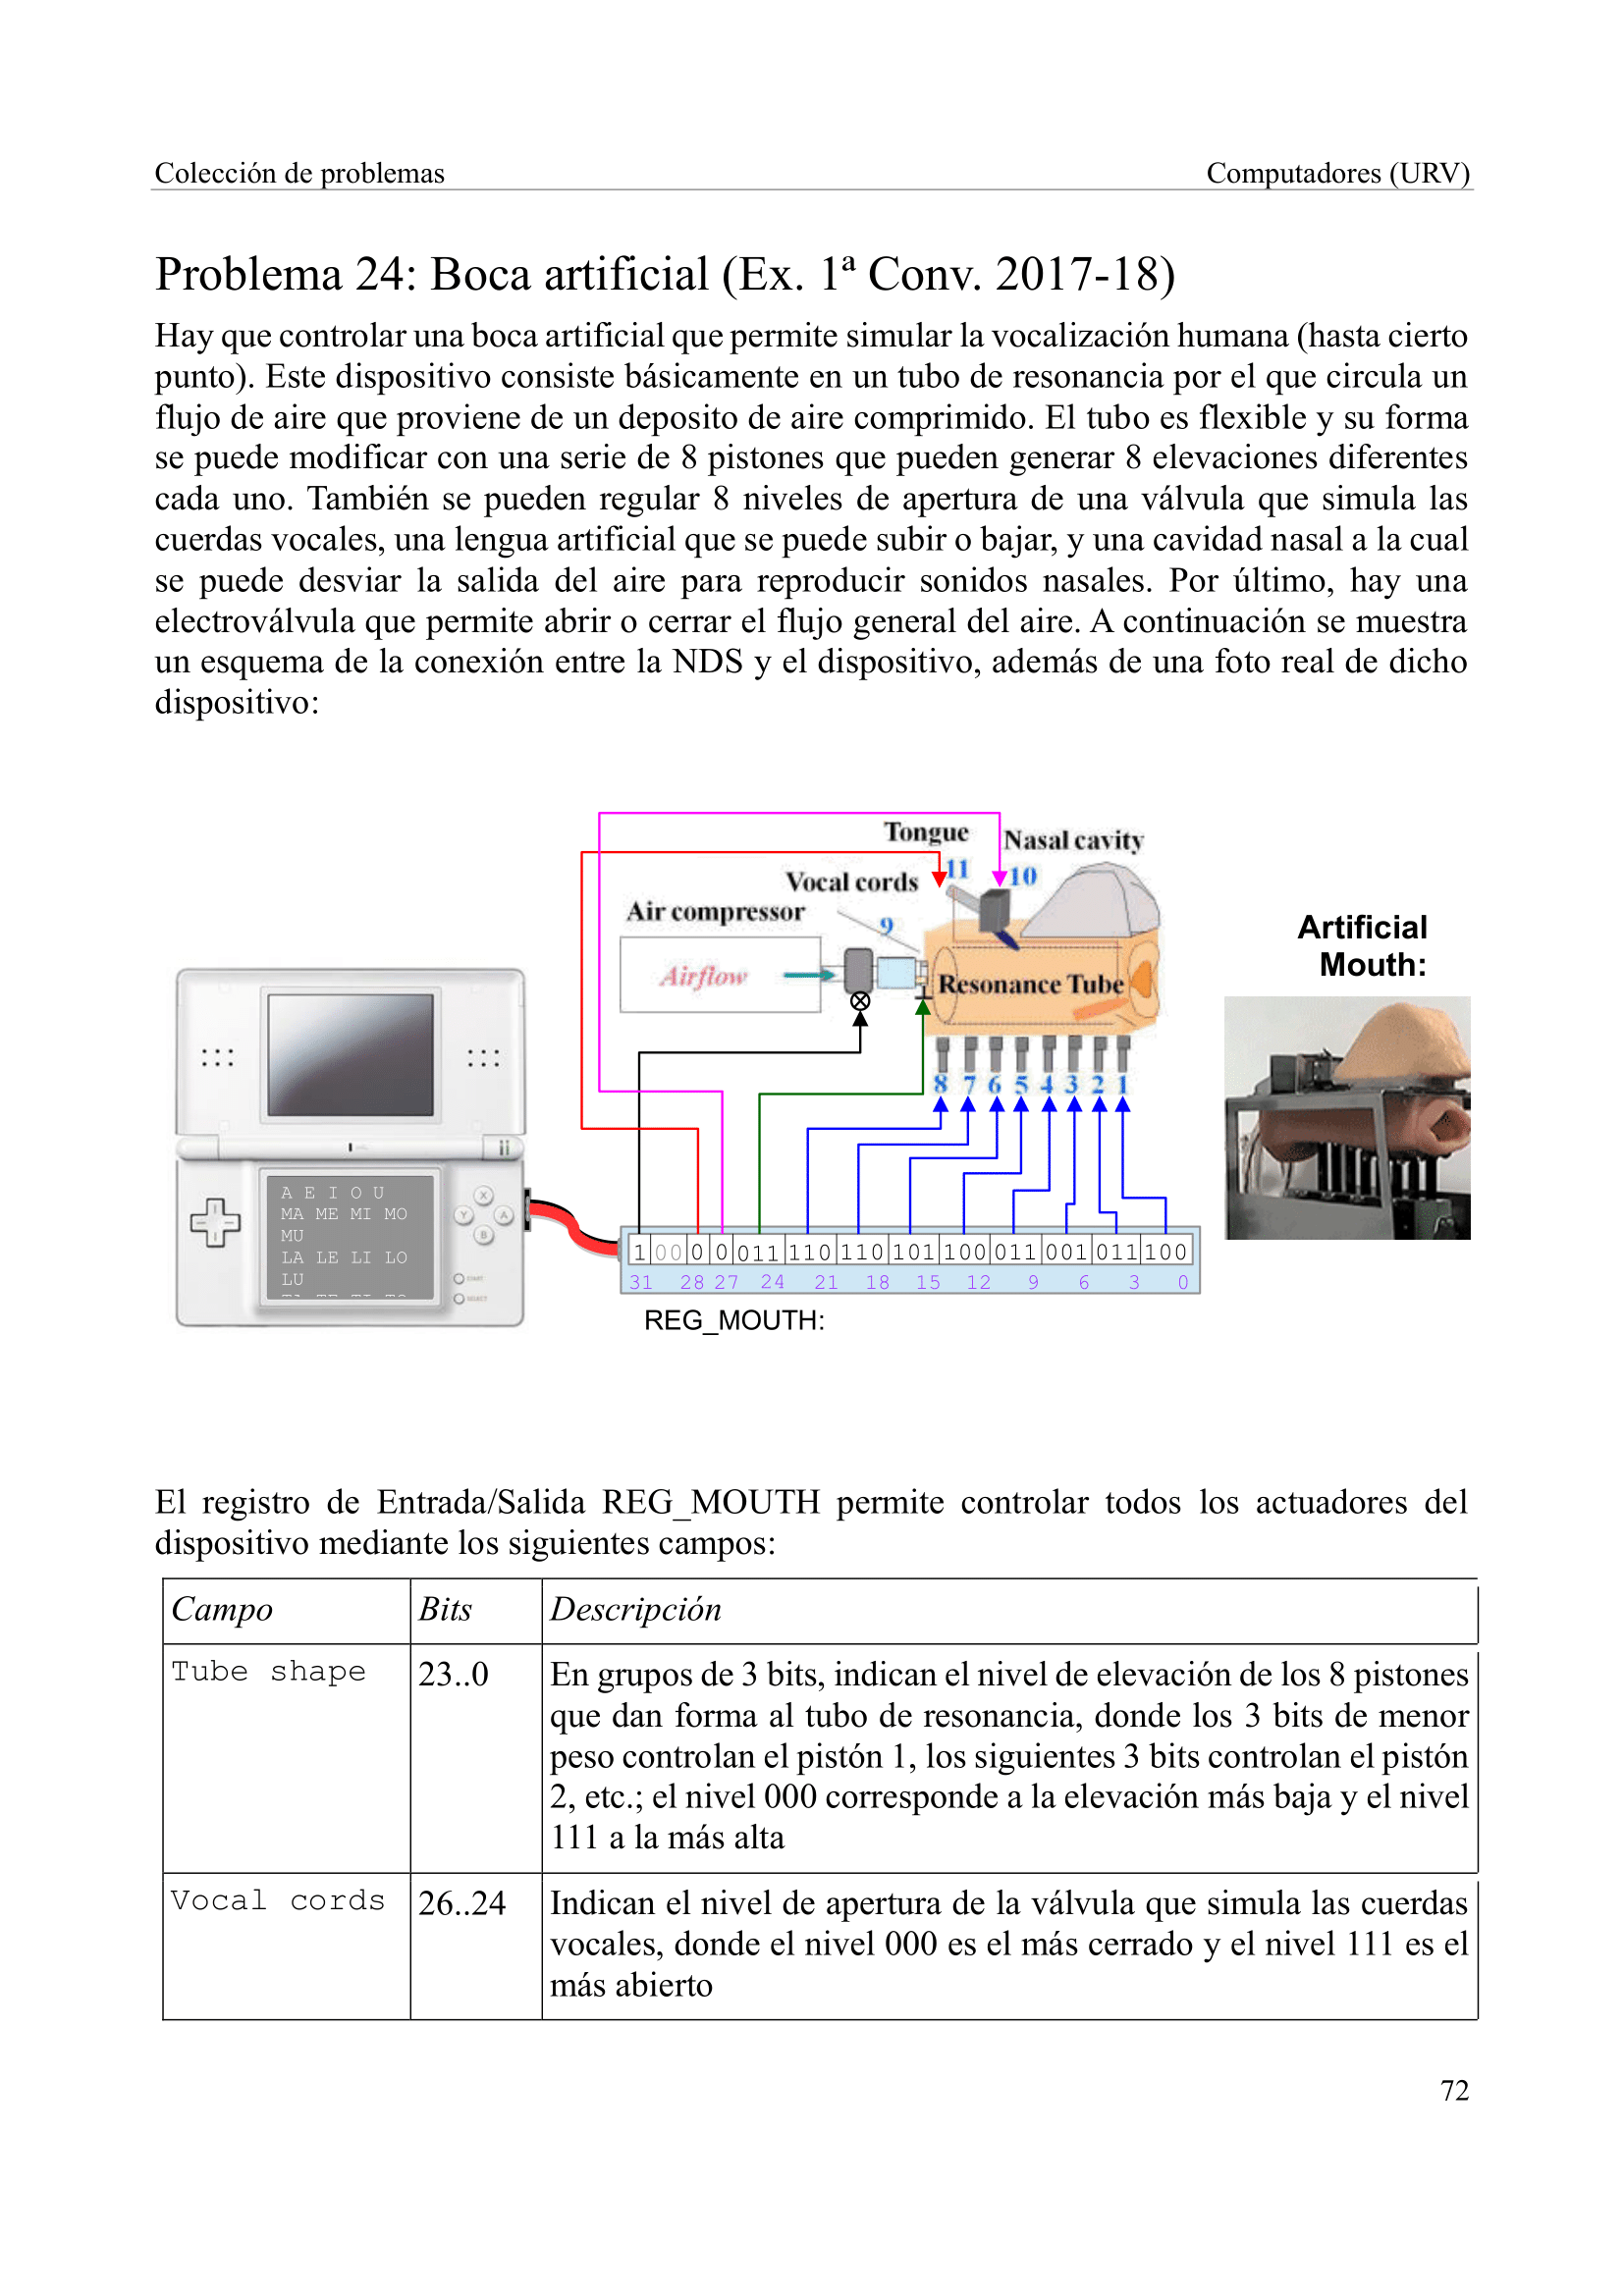 Colección de problemas
Computadores (URV)
Problema 24: Boca artificial (Ex. 1ª Conv. 2017-18)
Hay que controlar una boca artificial que permite simular la vocalización humana (hasta cierto
punto). Este dispositivo consiste básicamente en un tubo de resonancia por el que circula un
flujo de aire que proviene de un deposito de aire comprimido. El tubo es flexible y su forma
se puede modificar con una serie de 8 pistones que pueden generar 8 elevaciones diferentes
cada uno. También se pueden regular 8 niveles de apertura de una válvula que simula las
cuerdas vocales, una lengua artificial que se puede subir o bajar, y una cavidad nasal a la cual
se puede desviar la salida del aire para reproducir sonidos nasales. Por último, hay una
electroválvula que permite abrir o cerrar el flujo general del aire. A continuación se muestra
un esquema de la conexión entre la NDS y el dispositivo, además de una foto real de dicho
dispositivo:
Tongue
Nasal cavity
11
10
Vocal cords
Air compressor
9
Airflow
Resonance Tube
8 7 6 5 4 3 2 1
Artificial
Mouth:
X
Y
A
B
START
SELECT
A E I O U
MA ME MI MO
MU
LA LE LI LO
LU
TA TE TI TO
1 00 0 0 011 110 110 101 100 011 001 011 100
31 28 27 24 21 18 15 12 9 6 3 0
REG_MOUTH:
El registro de Entrada/Salida REG_MOUTH permite controlar todos los actuadores del
dispositivo mediante los siguientes campos:
Campo
Bits
Descripción
Tube shape
23..0
En grupos de 3 bits, indican el nivel de elevación de los 8 pistones
que dan forma al tubo de resonancia, donde los 3 bits de menor
peso controlan el pistón 1, los siguientes 3 bits controlan el pistón
2, etc.; el nivel 000 corresponde a la elevación más baja y el nivel
111 a la más alta
Vocal cords
26..24
Indican el nivel de apertura de la válvula que simula las cuerdas
vocales, donde el nivel 000 es el más cerrado y el nivel 111 es el
más abierto
72